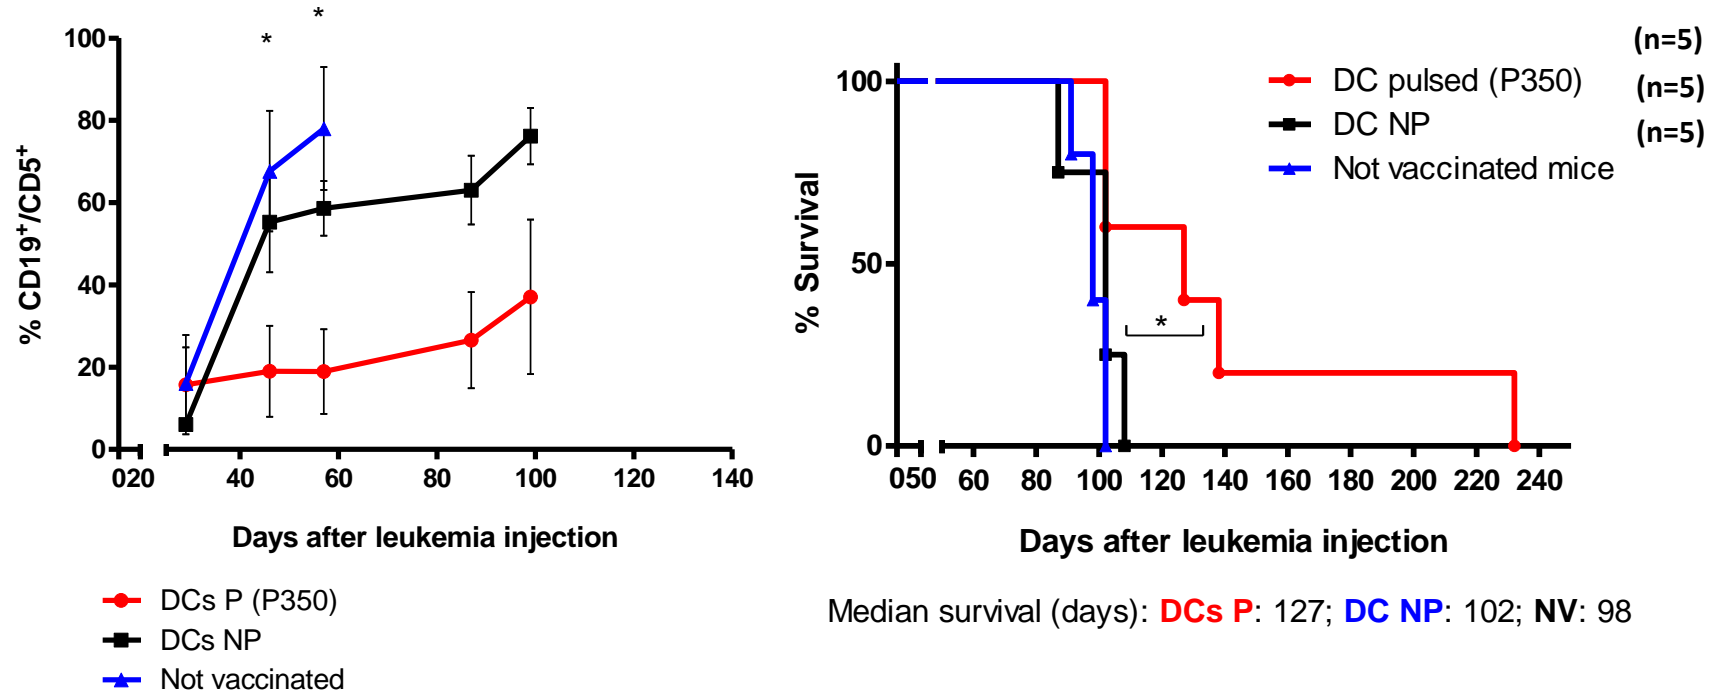 % CD19+/CD5+
100
80
60
40
20
0
*
*
020 40 60 80 100 120 140
Days after leukemia injection
DCs P (P350)
DCs NP
Not vaccinated
% Survival
100
50
0
*
050 60 80 100 120 140 160 180 200 220 240
Days after leukemia injection
DC pulsed (P350)
DC NP
Not vaccinated mice
(n=5)
(n=5)
(n=5)
Median survival (days): DCs P: 127; DC NP: 102; NV: 98